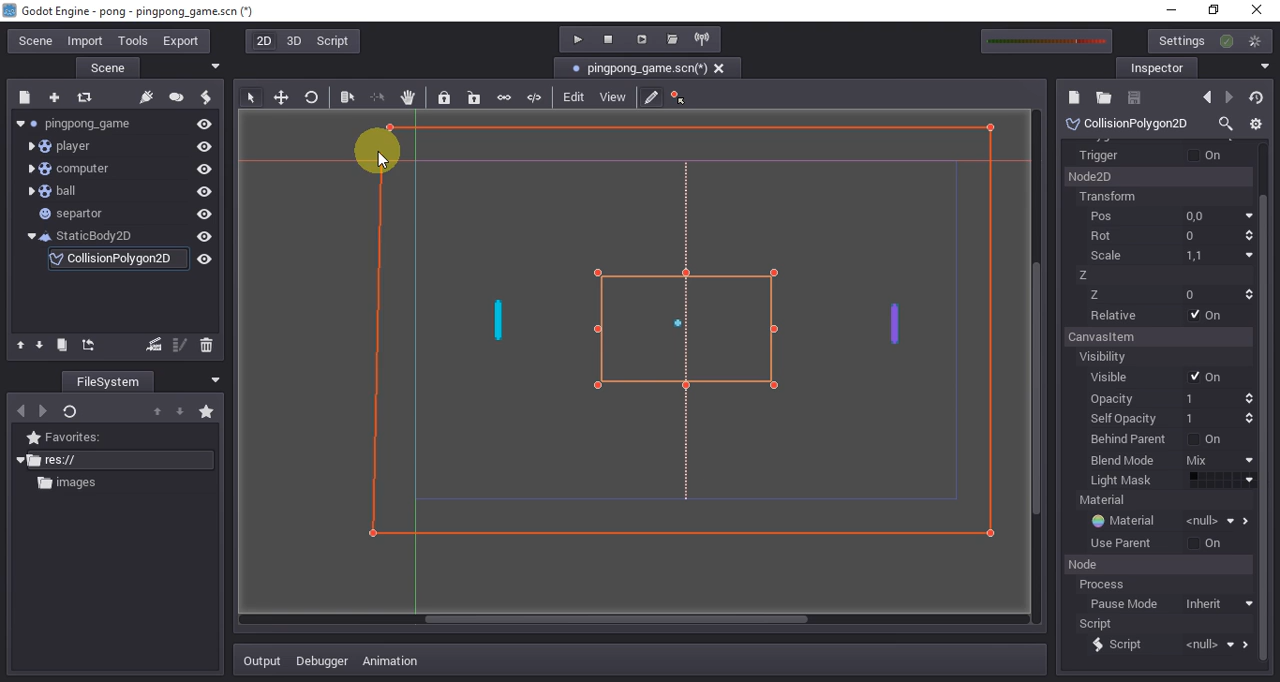 Godot Engine - pong - pingpong_game.scn (*)
Scene Import Tools Export 2D 3D Script Settings
Scene pingpong_game.scn(*) Inspector
Edit View
pingpong_game CollisionPolygon2D
player
computer
ball
separtor
StaticBody2D
CollisionPolygon2D
FileSystem
Favorites:
res://
images
Trigger On
Node2D
Transform
Pos 0,0
Rot 0
Scale 1,1
Z
Z 0
Relative On
CanvasItem
Visibility
Visible On
Opacity 1
Self Opacity 1
Behind Parent On
Blend Mode Mix
Light Mask
Material
Material <null>
Use Parent On
Node
Process
Pause Mode Inherit
Script
Script <null>
Output Debugger Animation